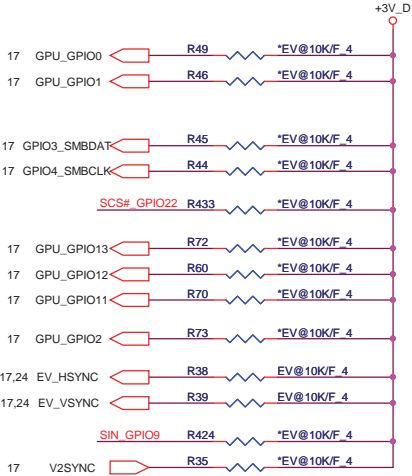 +3V_D
17 GPU_GPIO0 R49 *EV@10K/F_4
17 GPU_GPIO1 R46 *EV@10K/F_4
17 GPIO3_SMBDAT R45 *EV@10K/F_4
17 GPIO4_SMBCLK R44 *EV@10K/F_4
SCS#_GPIO22 R433 *EV@10K/F_4
17 GPU_GPIO13 R72 *EV@10K/F_4
17 GPU_GPIO12 R60 *EV@10K/F_4
17 GPU_GPIO11 R70 *EV@10K/F_4
17 GPU_GPIO2 R73 *EV@10K/F_4
17,24 EV_HSYNC R38 EV@10K/F_4
17,24 EV_VSYNC R39 EV@10K/F_4
SIN_GPIO9 R424 *EV@10K/F_4
17 V2SYNC R35 *EV@10K/F_4